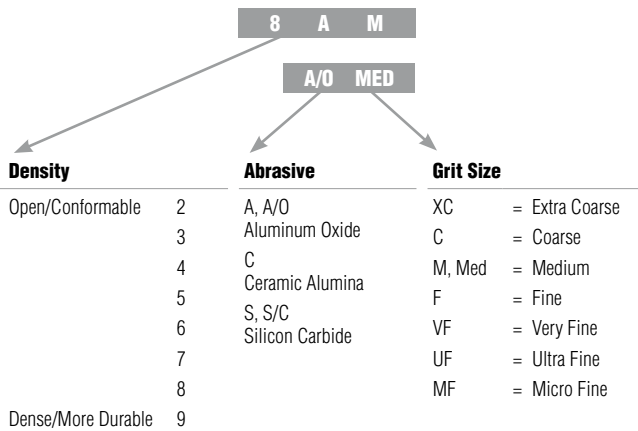 8 A M
A/O MED
Density
Open/Conformable 2
3
4
5
6
7
8
Dense/More Durable 9
Abrasive
A, A/O
Aluminum Oxide
C
Ceramic Alumina
S, S/C
Silicon Carbide
Grit Size
XC = Extra Coarse
C = Coarse
M, Med = Medium
F = Fine
VF = Very Fine
UF = Ultra Fine
MF = Micro Fine